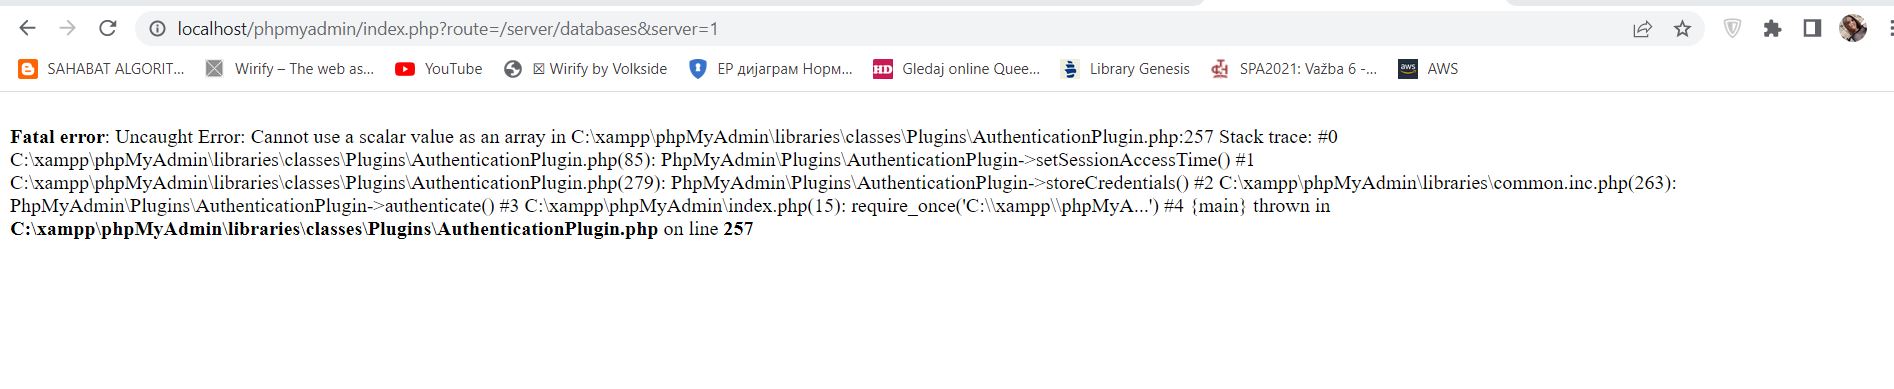 localhost/phpmyadmin/index.php?route=/server/databases&server=1
SAHABAT ALGORIT... Wirify – The web as... YouTube ☒ Wirify by Volkside ЕР дијаграм Норм... HD Gledaj online Quee... Library Genesis SPA2021: Važba 6 -... aws AWS
Fatal error: Uncaught Error: Cannot use a scalar value as an array in C:\xampp\phpMyAdmin\libraries\classes\Plugins\AuthenticationPlugin.php:257 Stack trace: #0
C:\xampp\phpMyAdmin\libraries\classes\Plugins\AuthenticationPlugin.php(85): PhpMyAdmin\Plugins\AuthenticationPlugin->setSessionAccessTime() #1
C:\xampp\phpMyAdmin\libraries\classes\Plugins\AuthenticationPlugin.php(279): PhpMyAdmin\Plugins\AuthenticationPlugin->storeCredentials() #2 C:\xampp\phpMyAdmin\libraries\common.inc.php(263):
PhpMyAdmin\Plugins\AuthenticationPlugin->authenticate() #3 C:\xampp\phpMyAdmin\index.php(15): require_once('C:\\xampp\\phpMyA...') #4 {main} thrown in
C:\xampp\phpMyAdmin\libraries\classes\Plugins\AuthenticationPlugin.php on line 257